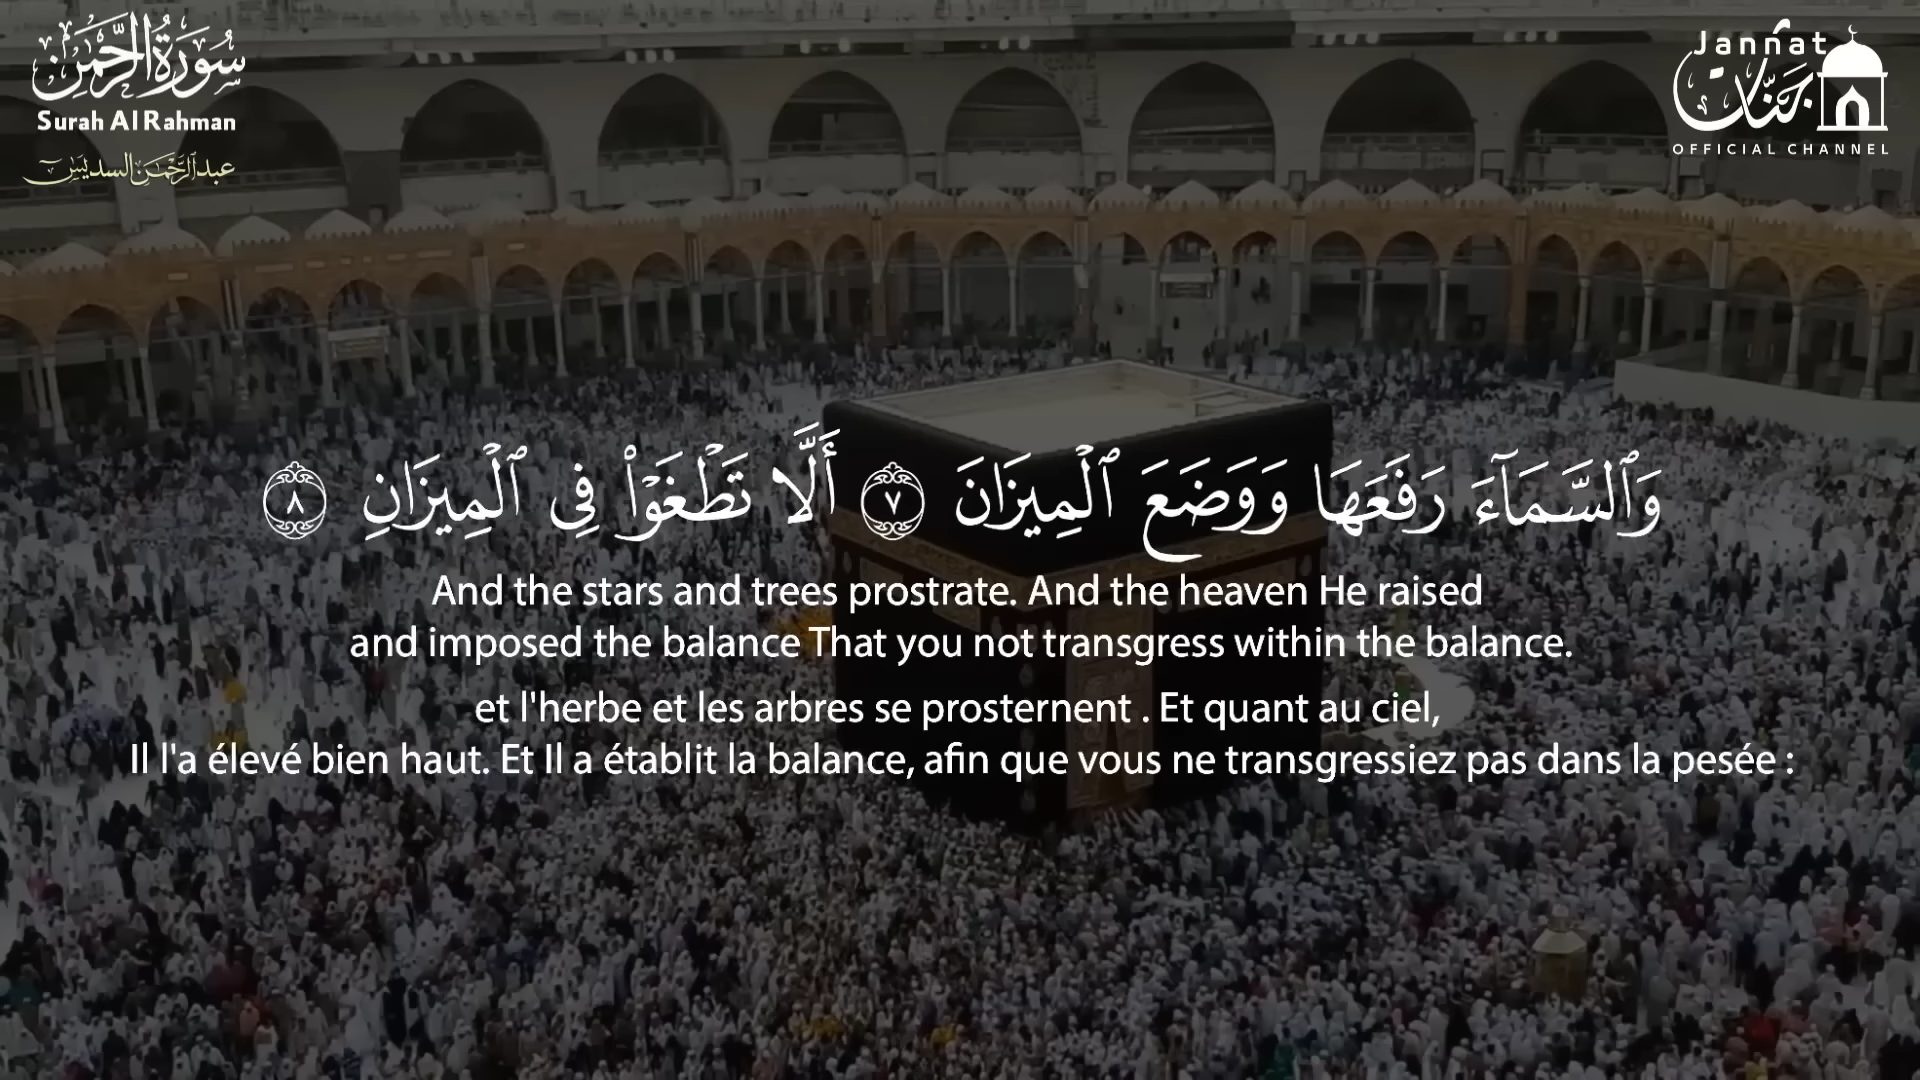 سُورَةُ الرَّحْمَٰن
Surah Al Rahman
عبد الرَّحْمَٰن السديس
Jannat
جَنَّات
OFFICIAL CHANNEL
وَٱلسَّمَآءَ رَفَعَهَا وَوَضَعَ ٱلْمِيزَانَ ٧ أَلَّا تَطْغَوْا۟ فِى ٱلْمِيزَانِ ٨
And the stars and trees prostrate. And the heaven He raised
and imposed the balance That you not transgress within the balance.
et l'herbe et les arbres se prosternent . Et quant au ciel,
Il l'a élevé bien haut. Et Il a établit la balance, afin que vous ne transgressiez pas dans la pesée :